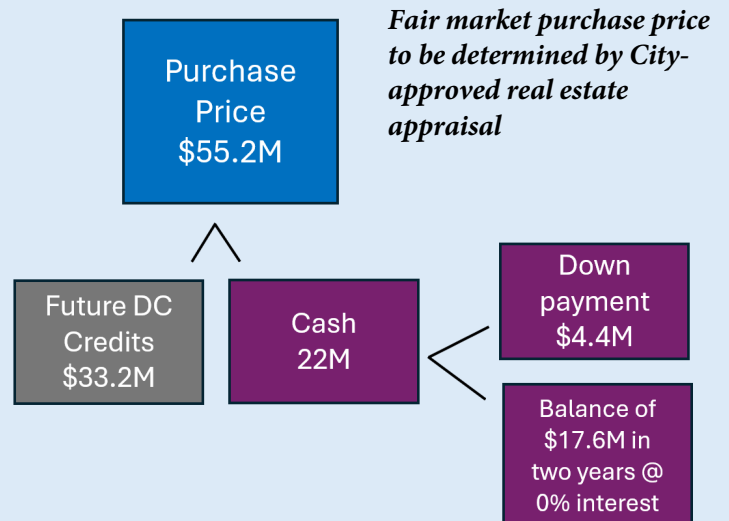 Purchase
Price
$55.2M
Fair market purchase price
to be determined by City-
approved real estate
appraisal
Future DC
Credits
$33.2M
Cash
22M
Down
payment
$4.4M
Balance of
$17.6M in
two years @
0% interest